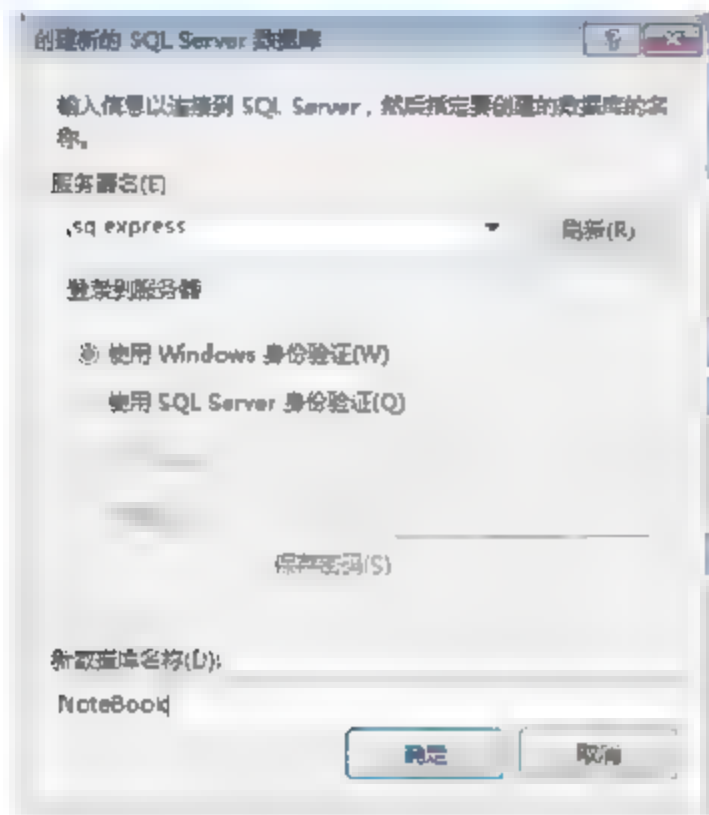 创建新的 SQL Server 数据库
输入信息以连接到 SQL Server，然后指定要创建的数据库的名
称。
服务器名(E)
.sq express
刷新(R)
登录到服务器
使用 Windows 身份验证(W)
使用 SQL Server 身份验证(Q)
保存密码(S)
新数据库名称(D):
NoteBook
确定
取消